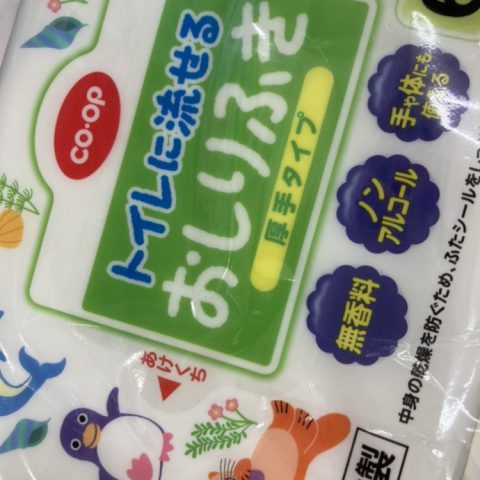 co·op
トイレに流せる
おしりふき
厚手タイプ
手や体にも
使える
ノン
アルコール
無香料
中身の乾燥を防ぐため、ふたシールを
あけくち
製